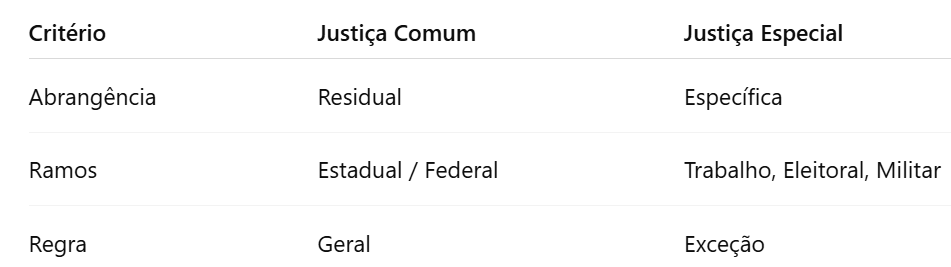 Critério Justiça Comum Justiça Especial
Abrangência Residual Específica
Ramos Estadual / Federal Trabalho, Eleitoral, Militar
Regra Geral Exceção